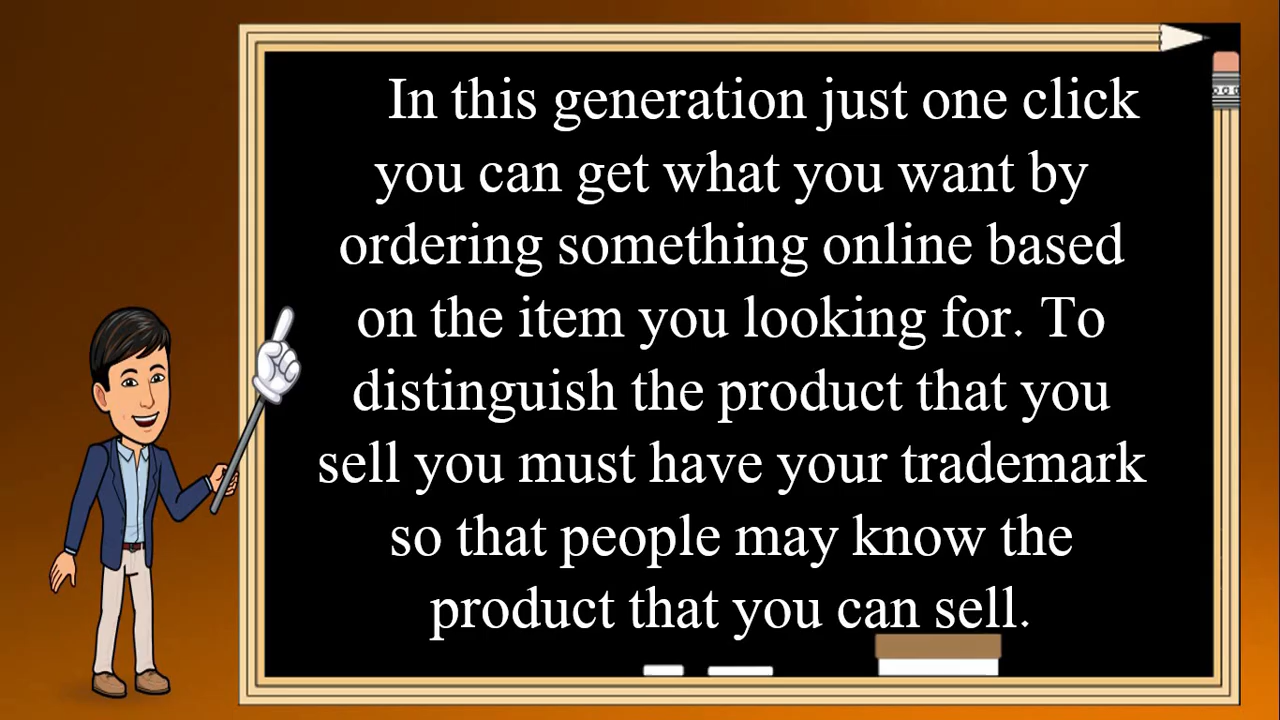 In this generation just one click
you can get what you want by
ordering something online based
on the item you looking for. To
distinguish the product that you
sell you must have your trademark
so that people may know the
product that you can sell.